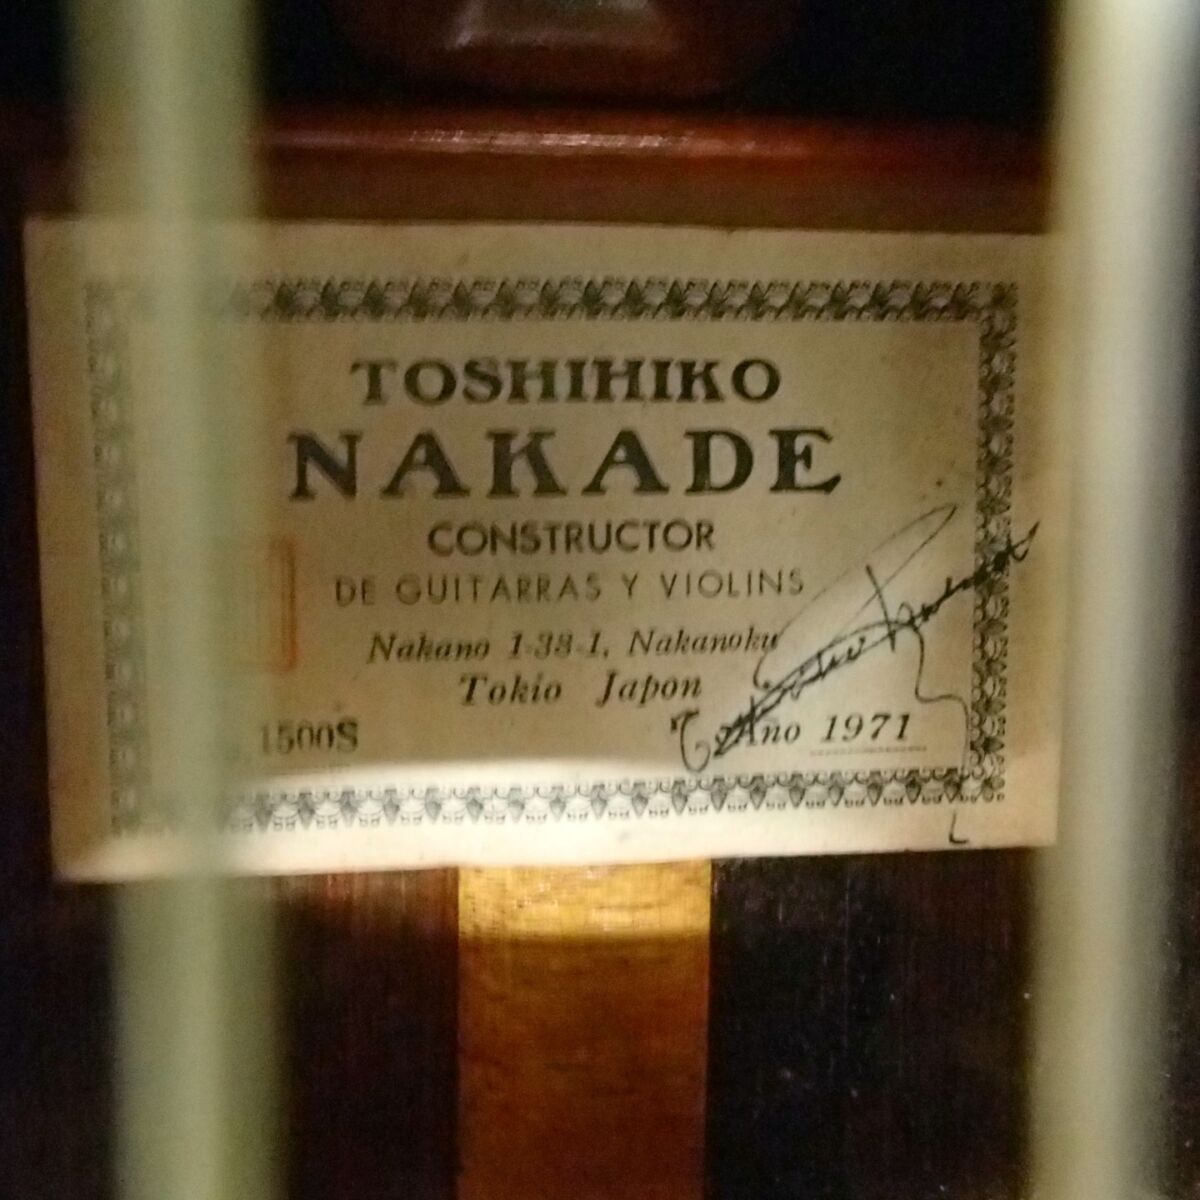 TOSHIHIKO
NAKADE
CONSTRUCTOR
DE GUITARRAS Y VIOLINS
Nakano 1-38-1, Nakanoku
Tokio Japon
1500S
Año 1971